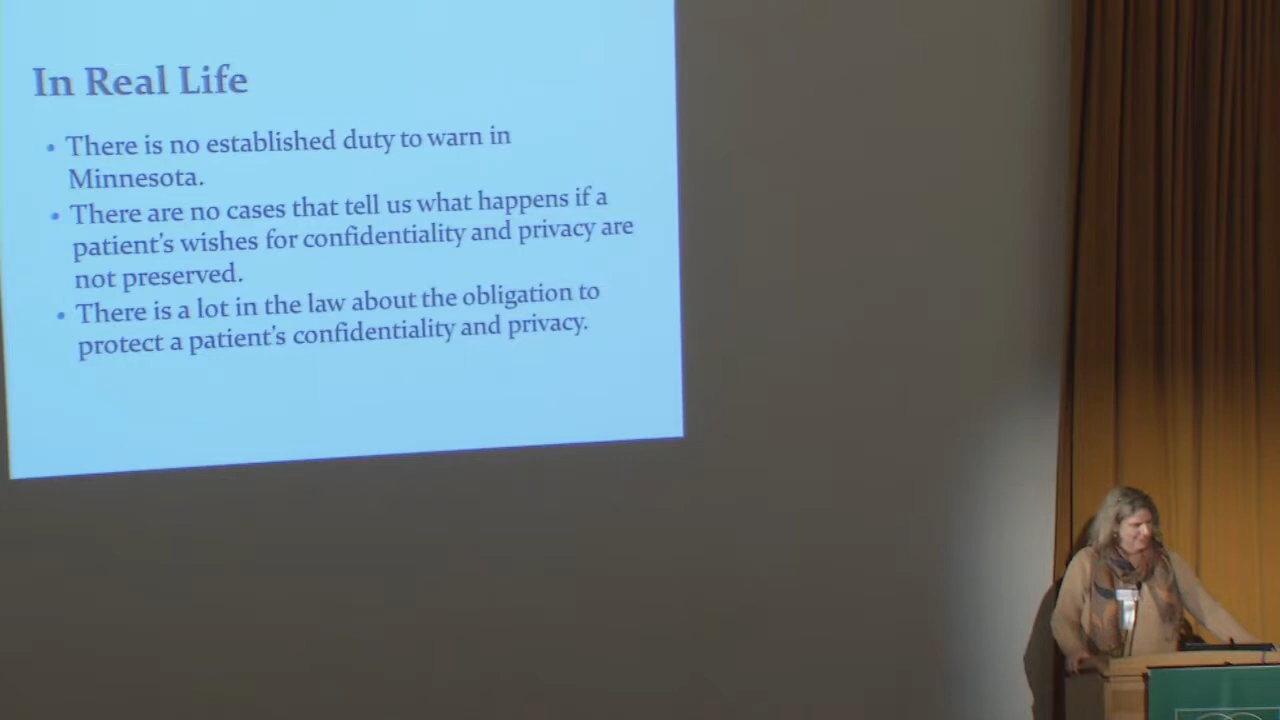 In Real Life
• There is no established duty to warn in
Minnesota.
• There are no cases that tell us what happens if a
patient's wishes for confidentiality and privacy are
not preserved.
• There is a lot in the law about the obligation to
protect a patient's confidentiality and privacy.